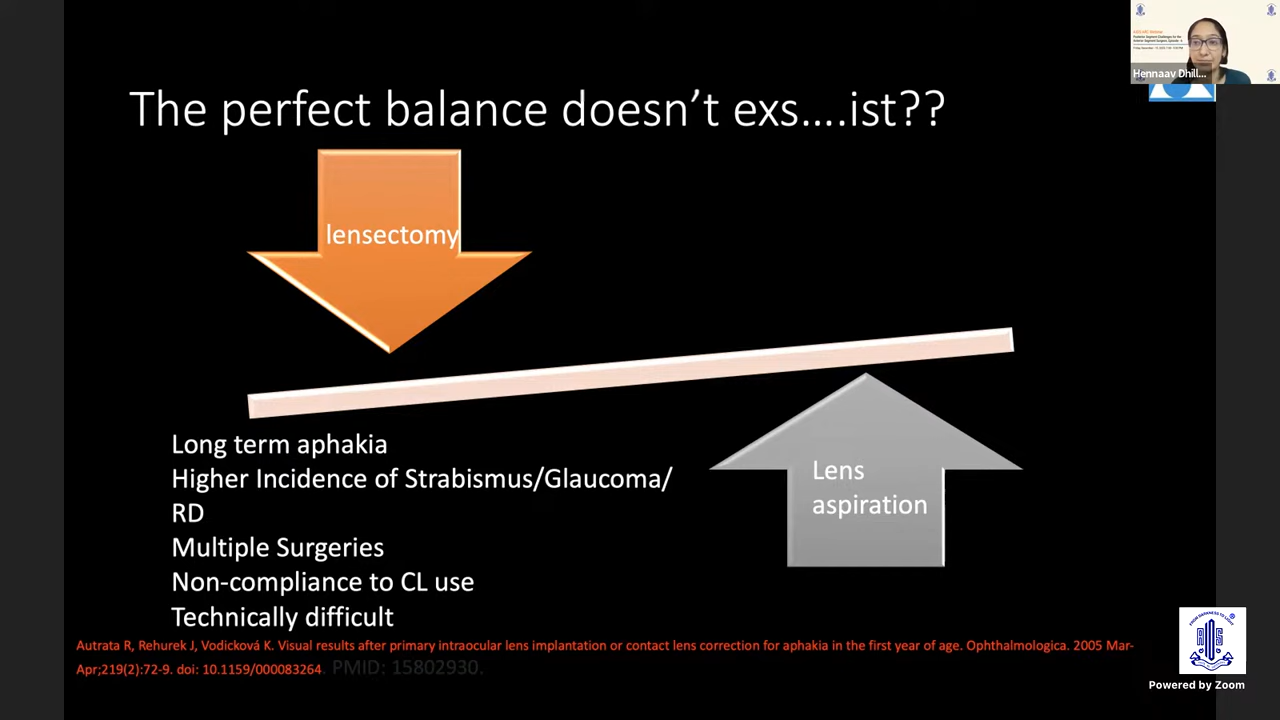 Hennaav Dhill...
The perfect balance doesn't exs....ist??
lensectomy
Long term aphakia
Higher Incidence of Strabismus/Glaucoma/
RD
Multiple Surgeries
Non-compliance to CL use
Technically difficult
Lens
aspiration
Autrata R, Rehurek J, Vodicková K. Visual results after primary intraocular lens implantation or contact lens correction for aphakia in the first year of age. Ophthalmologica. 2005 Mar-
Apr;219(2):72-9. doi: 10.1159/000083264. PMID: 15802930.
Powered by Zoom